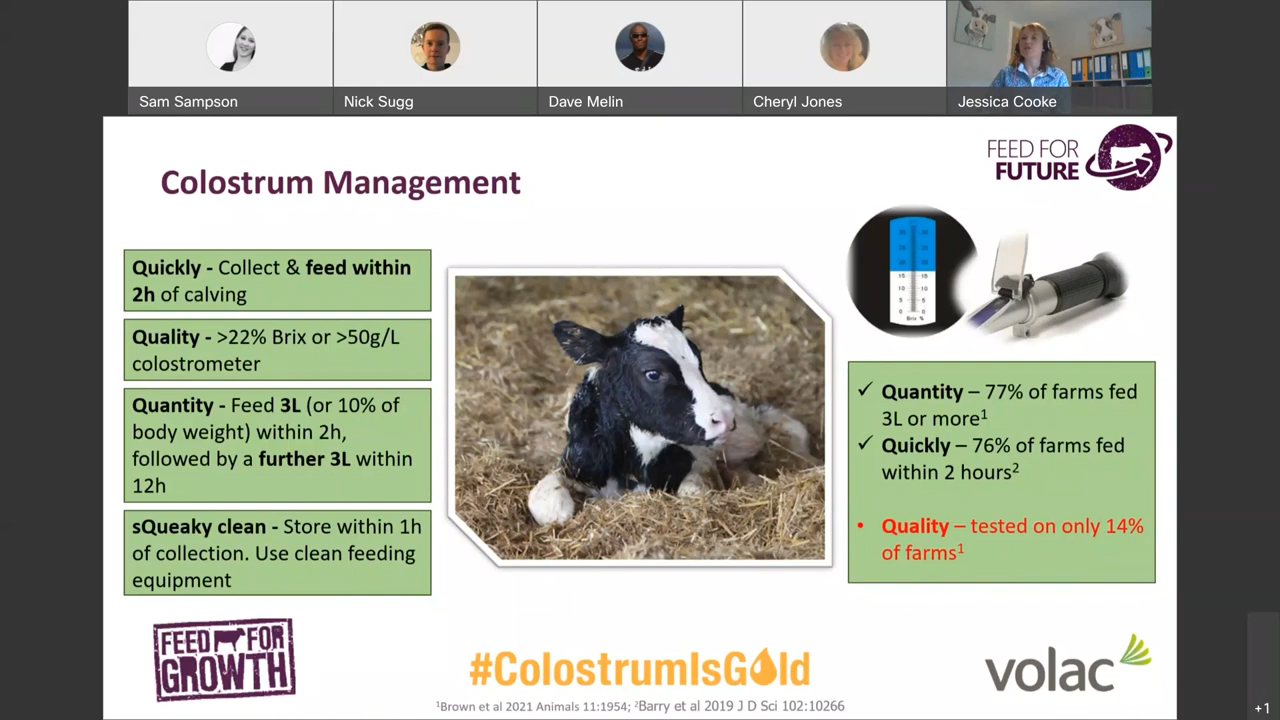 Sam Sampson
Nick Sugg
Dave Melin
Cheryl Jones
Jessica Cooke
FEED FOR
FUTURE
Colostrum Management
Quickly - Collect & feed within
2h of calving
Quality - >22% Brix or >50g/L
colostrometer
Quantity - Feed 3L (or 10% of
body weight) within 2h,
followed by a further 3L within
12h
sQueaky clean - Store within 1h
of collection. Use clean feeding
equipment
Brix %
✓ Quantity – 77% of farms fed
3L or more¹
✓ Quickly – 76% of farms fed
within 2 hours²
• Quality – tested on only 14%
of farms¹
FEED FOR
GROWTH
#ColostrumIsGold
volac
¹Brown et al 2021 Animals 11:1954; ²Barry et al 2019 J D Sci 102:10266
+1